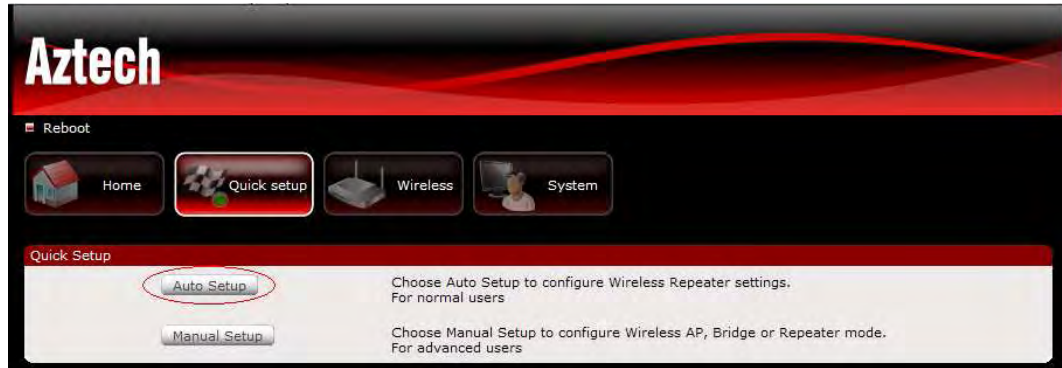 Aztech
Reboot
Home
Quick setup
Wireless
System
Quick Setup
Auto Setup
Choose Auto Setup to configure Wireless Repeater settings.
For normal users
Manual Setup
Choose Manual Setup to configure Wireless AP, Bridge or Repeater mode.
For advanced users